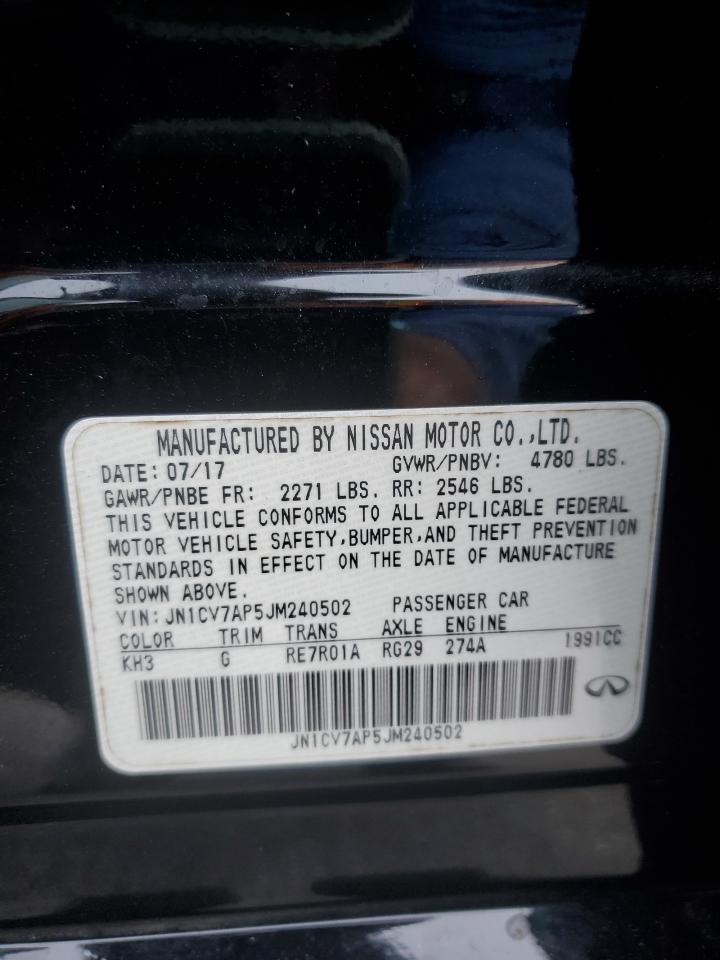 MANUFACTURED BY NISSAN MOTOR CO.,LTD.
DATE: 07/17 GVWR/PNBV: 4780 LBS.
GAWR/PNBE FR: 2271 LBS. RR: 2546 LBS.
THIS VEHICLE CONFORMS TO ALL APPLICABLE FEDERAL
MOTOR VEHICLE SAFETY,BUMPER,AND THEFT PREVENTION
STANDARDS IN EFFECT ON THE DATE OF MANUFACTURE
SHOWN ABOVE.
VIN: JN1CV7AP5JM240502 PASSENGER CAR
COLOR TRIM TRANS AXLE ENGINE
KH3 G RE7R01A RG29 274A 1991CC
JN1CV7AP5JM240502